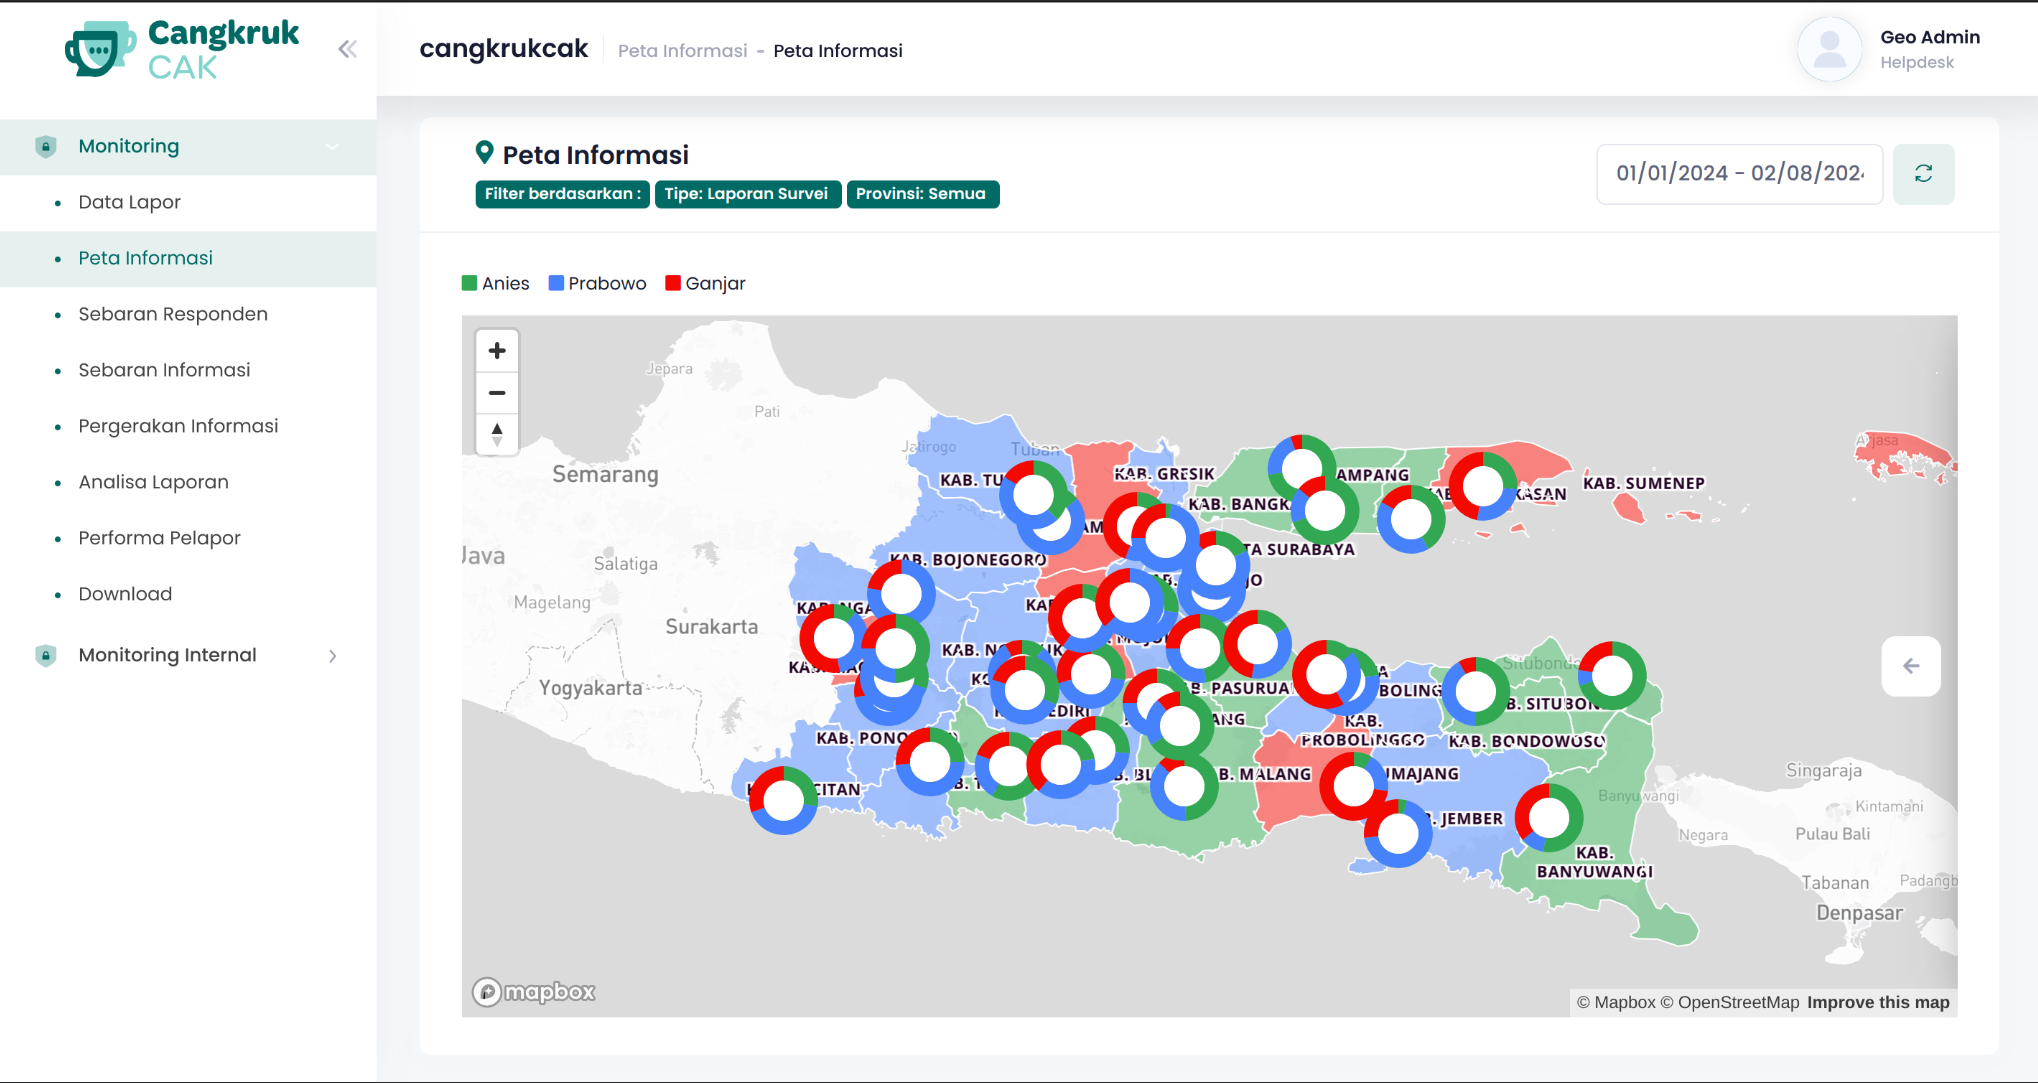 Cangkruk
CAK
cangkrukcak
Peta Informasi - Peta Informasi
Geo Admin
Helpdesk
Monitoring
Data Lapor
Peta Informasi
Sebaran Responden
Sebaran Informasi
Pergerakan Informasi
Analisa Laporan
Performa Pelapor
Download
Monitoring Internal
Peta Informasi
Filter berdasarkan :
Tipe: Laporan Survei
Provinsi: Semua
01/01/2024 - 02/08/202
Anies
Prabowo
Ganjar
Jepara
Pati
Jatirogo
Tuban
Arjasa
Semarang
KAB. TU
KAB. GRESIK
AMPANG
KAB. SUMENEP
KASAN
KAB. BANGK
TA SURABAYA
Java
Salatiga
KAB. BOJONEGORO
JO
Magelang
Surakarta
KAB. NGA
KAB. N
Yogyakarta
B. PASURUA
Situbondo
BOLING
B. SITUBON
EDIRI
ANG
KAB. PONO
KAB.
PROBOLINGGO
KAB. BONDOWOSO
B. BL
B. MALANG
UMAJANG
CITAN
Singaraja
Banyuwangi
Kintamani
JEMBER
Negara
Pulau Bali
KAB.
BANYUWANGI
Tabanan
Padangb
Denpasar
mapbox
© Mapbox © OpenStreetMap Improve this map